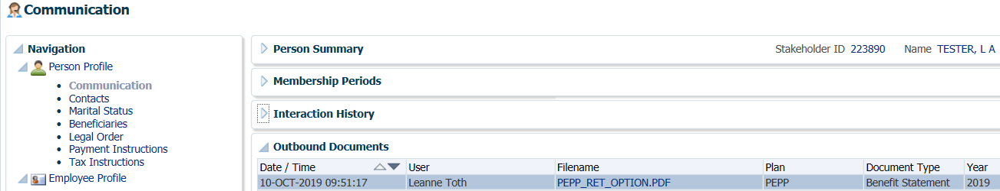 Communication
Navigation
Person Profile
Communication
Contacts
Marital Status
Beneficiaries
Legal Order
Payment Instructions
Tax Instructions
Employee Profile
Person Summary Stakeholder ID 223890 Name TESTER, L A
Membership Periods
Interaction History
Outbound Documents
Date / Time User Filename Plan Document Type Year
10-OCT-2019 09:51:17 Leanne Toth PEPP_RET_OPTION.PDF PEPP Benefit Statement 2019